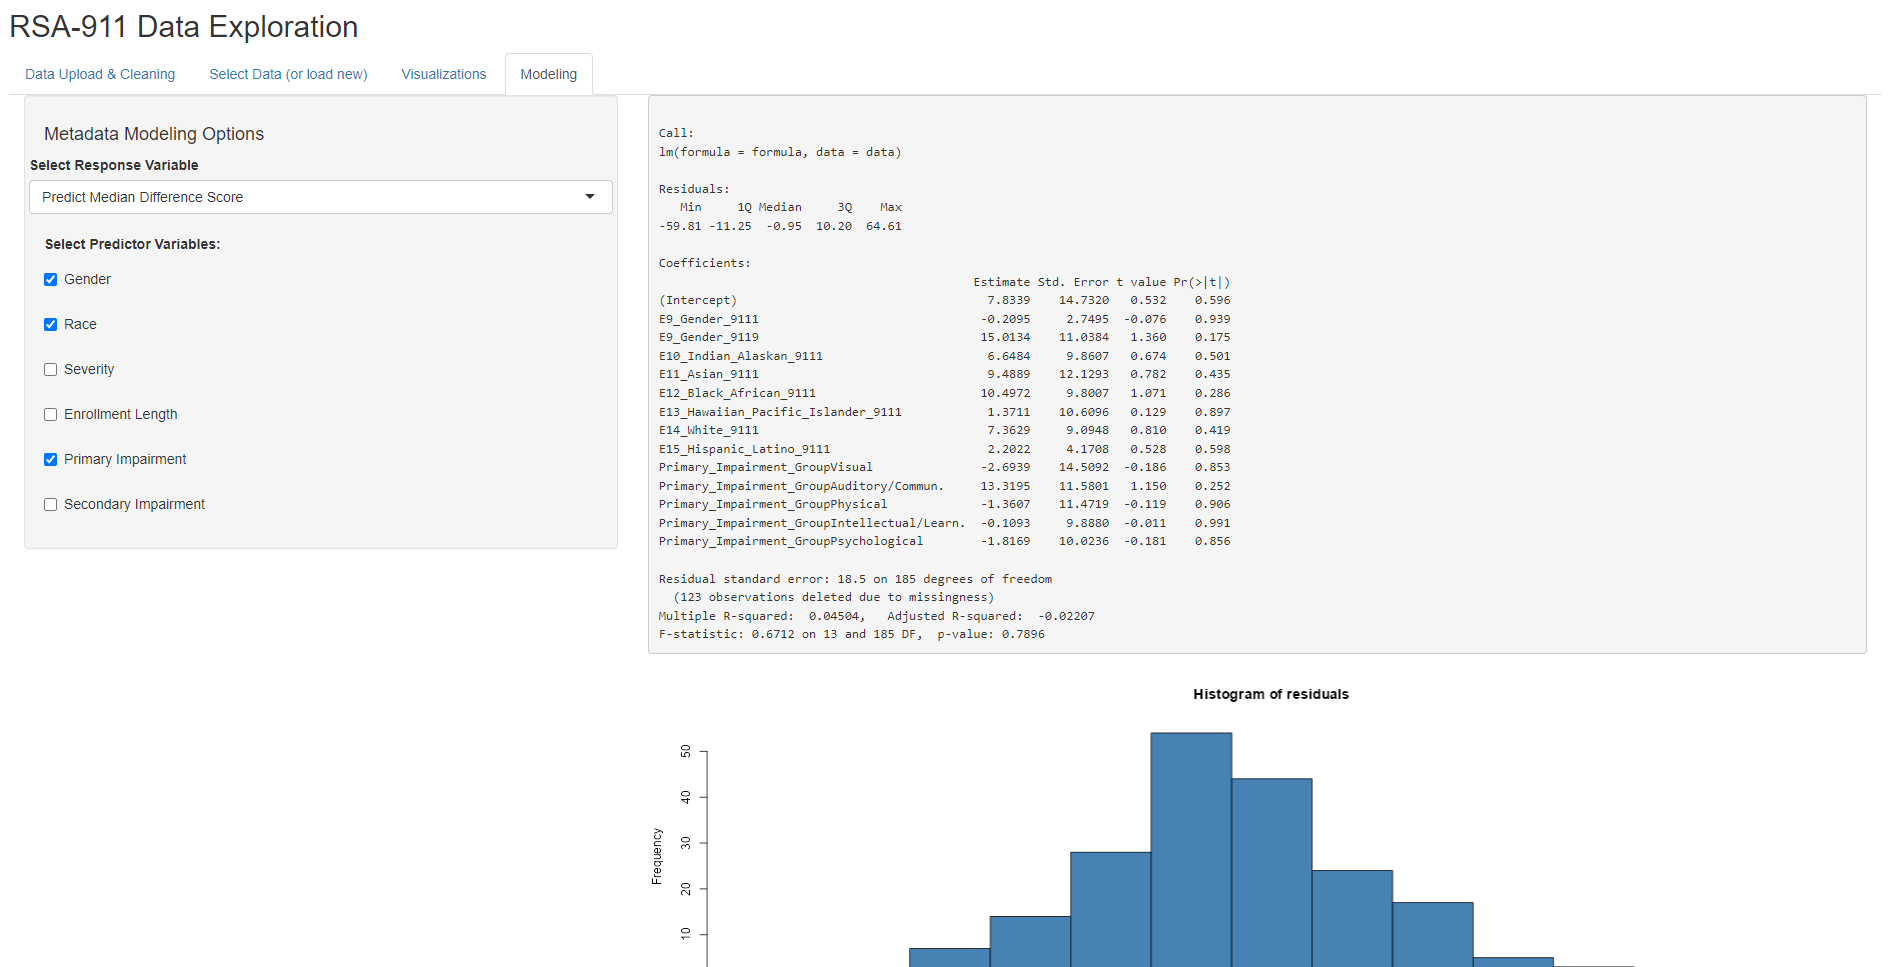 RSA-911 Data Exploration
Data Upload & Cleaning Select Data (or load new) Visualizations Modeling
Metadata Modeling Options
Select Response Variable
Predict Median Difference Score
Select Predictor Variables:
Gender
Race
Severity
Enrollment Length
Primary Impairment
Secondary Impairment
Call:
lm(formula = formula, data = data)
Residuals:
Min 1Q Median 3Q Max
-59.81 -11.25 -0.95 10.20 64.61
Coefficients:
Estimate Std. Error t value Pr(>|t|)
(Intercept) 7.8339 14.7320 0.532 0.596
E9_Gender_9111 -0.2095 2.7495 -0.076 0.939
E9_Gender_9119 15.0134 11.0384 1.360 0.175
E10_Indian_Alaskan_9111 6.6484 9.8607 0.674 0.501
E11_Asian_9111 9.4889 12.1293 0.782 0.435
E12_Black_African_9111 10.4972 9.8007 1.071 0.286
E13_Hawaiian_Pacific_Islander_9111 1.3711 10.6096 0.129 0.897
E14_White_9111 7.3629 9.0948 0.810 0.419
E15_Hispanic_Latino_9111 2.2022 4.1708 0.528 0.598
Primary_Impairment_GroupVisual -2.6939 14.5092 -0.186 0.853
Primary_Impairment_GroupAuditory/Commun. 13.3195 11.5801 1.150 0.252
Primary_Impairment_GroupPhysical -1.3607 11.4719 -0.119 0.906
Primary_Impairment_GroupIntellectual/Learn. -0.1093 9.8880 -0.011 0.991
Primary_Impairment_GroupPsychological -1.8169 10.0236 -0.181 0.856
Residual standard error: 18.5 on 185 degrees of freedom
(123 observations deleted due to missingness)
Multiple R-squared: 0.04504, Adjusted R-squared: -0.02207
F-statistic: 0.6712 on 13 and 185 DF, p-value: 0.7896
Histogram of residuals
Frequency
50
40
30
20
10